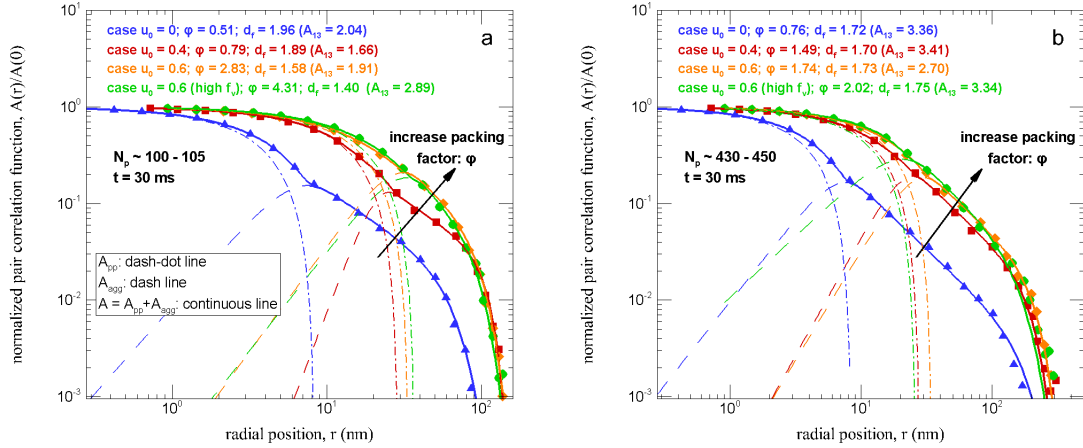 case u₀ = 0; φ = 0.51; d_f = 1.96 (A₁₃ = 2.04)
case u₀ = 0.4; φ = 0.79; d_f = 1.89 (A₁₃ = 1.66)
case u₀ = 0.6; φ = 2.83; d_f = 1.58 (A₁₃ = 1.91)
case u₀ = 0.6 (high f_v); φ = 4.31; d_f = 1.40 (A₁₃ = 2.89)
a
increase packing
factor: φ
N_p ~ 100 - 105
t = 30 ms
A_pp: dash-dot line
A_agg: dash line
A = A_pp+A_agg: continuous line
normalized pair correlation function, A(r)/A(0)
10¹
10⁰
10⁻¹
10⁻²
10⁻³
10⁰
10¹
10²
radial position, r (nm)
case u₀ = 0; φ = 0.76; d_f = 1.72 (A₁₃ = 3.36)
case u₀ = 0.4; φ = 1.49; d_f = 1.70 (A₁₃ = 3.41)
case u₀ = 0.6; φ = 1.74; d_f = 1.73 (A₁₃ = 2.70)
case u₀ = 0.6 (high f_v); φ = 2.02; d_f = 1.75 (A₁₃ = 3.34)
b
increase packing
factor: φ
N_p ~ 430 - 450
t = 30 ms
normalized pair correlation function, A(r)/A(0)
10¹
10⁰
10⁻¹
10⁻²
10⁻³
10⁰
10¹
10²
radial position, r (nm)